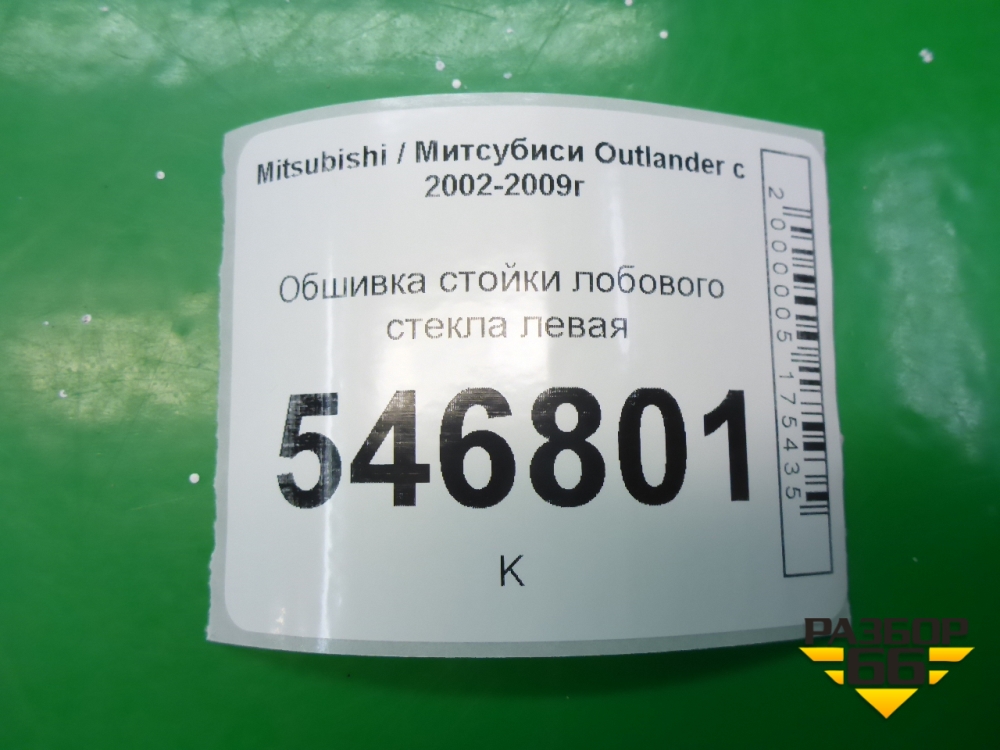 Mitsubishi / Митсубиси Outlander с
2002-2009г
Обшивка стойки лобового
стекла левая
546801
К
2000005175435
РАЗБОР
66